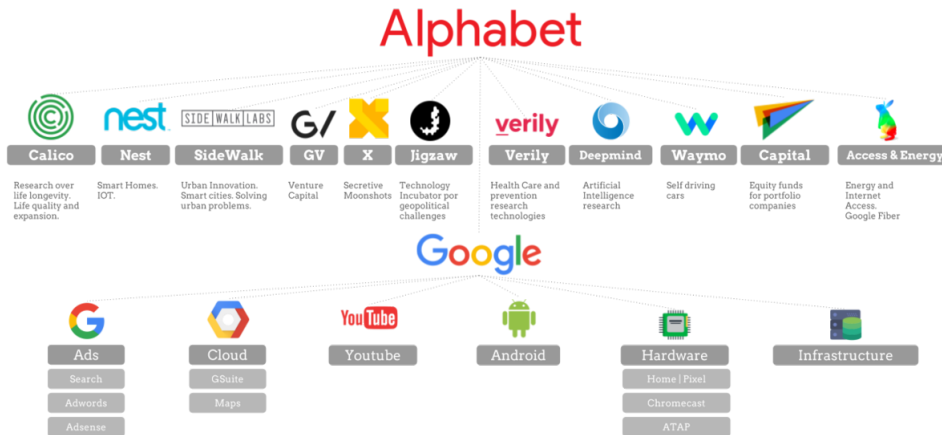 Alphabet
nest
SIDE WALK LABS
G/
verily
Calico
Nest
SideWalk
GV
X
Jigzaw
Verily
Deepmind
Waymo
Capital
Access & Energy
Research over
life longevity.
Life quality and
expansion.
Smart Homes.
IOT.
Urban Innovation.
Smart cities. Solving
urban problems.
Venture
Capital
Secretive
Moonshots
Technology
Incubator por
geopolitical
challenges
Health Care and
prevention
research
technologies
Artificial
Intelligence
research
Self driving
cars
Equity funds
for portfolio
companies
Energy and
Internet
Access.
Google Fiber
Google
G
YouTube
Ads
Cloud
Youtube
Android
Hardware
Infrastructure
Search
GSuite
Home | Pixel
Adwords
Maps
Chromecast
Adsense
ATAP